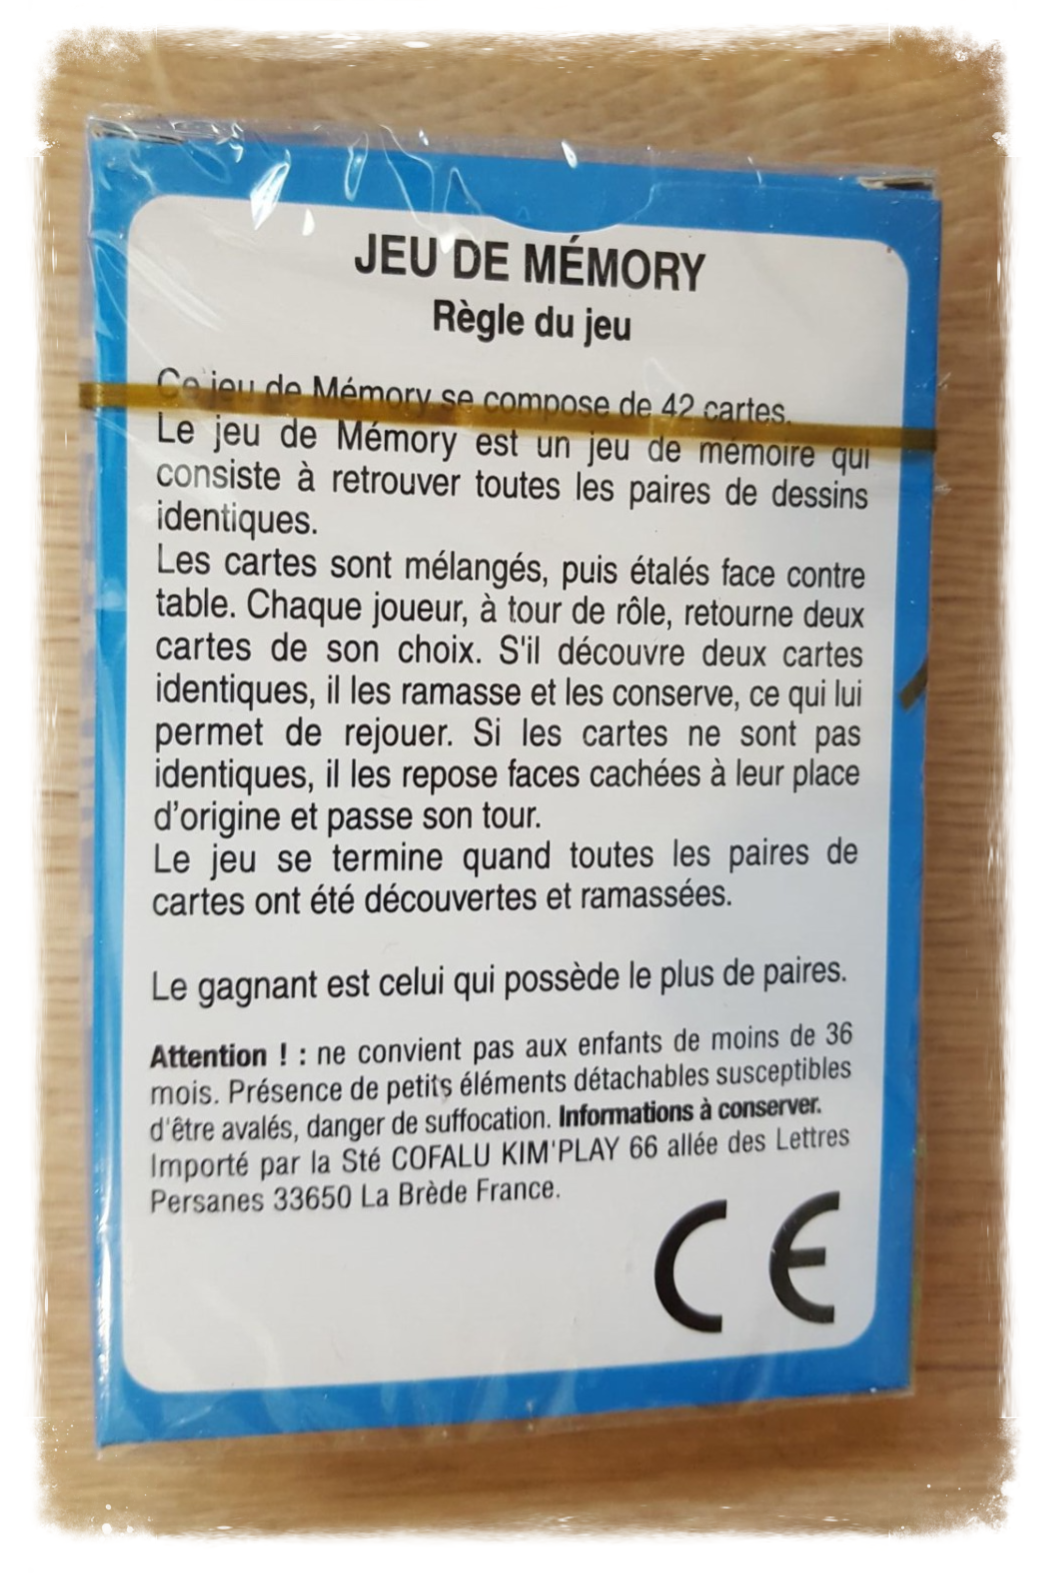 JEU DE MÉMORY
Règle du jeu
Ce jeu de Mémory se compose de 42 cartes.
Le jeu de Mémory est un jeu de mémoire qui
consiste à retrouver toutes les paires de dessins
identiques.
Les cartes sont mélangés, puis étalés face contre
table. Chaque joueur, à tour de rôle, retourne deux
cartes de son choix. S'il découvre deux cartes
identiques, il les ramasse et les conserve, ce qui lui
permet de rejouer. Si les cartes ne sont pas
identiques, il les repose faces cachées à leur place
d'origine et passe son tour.
Le jeu se termine quand toutes les paires de
cartes ont été découvertes et ramassées.
Le gagnant est celui qui possède le plus de paires.
Attention ! : ne convient pas aux enfants de moins de 36
mois. Présence de petits éléments détachables susceptibles
d'être avalés, danger de suffocation. Informations à conserver.
Importé par la Sté COFALU KIM'PLAY 66 allée des Lettres
Persanes 33650 La Brède France.
CE